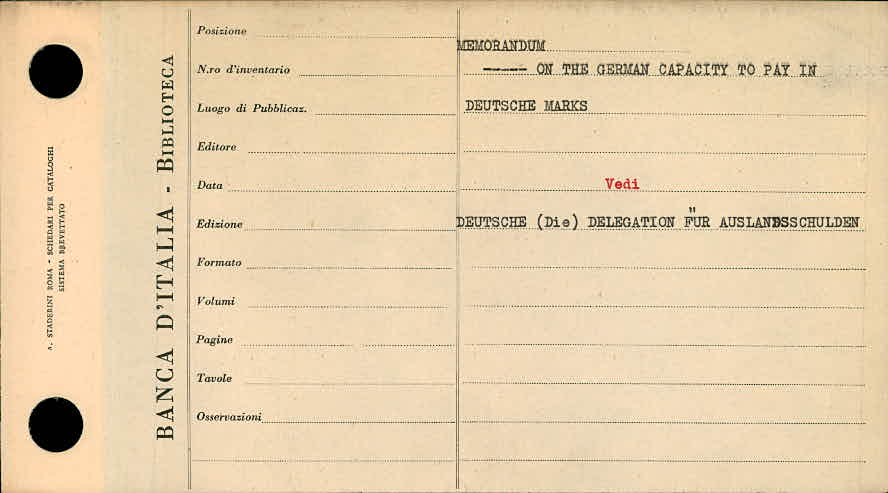 A. STADERINI ROMA - SCHEDARI PER CATALOGHI
SISTEMA BREVETTATO
BANCA D'ITALIA - BIBLIOTECA
Posizione
N.ro d'inventario
Luogo di Pubblicaz.
Editore
Data
Edizione
Formato
Volumi
Pagine
Tavole
Osservazioni
MEMORANDUM
----- ON THE GERMAN CAPACITY TO PAY IN
DEUTSCHE MARKS
Vedi
DEUTSCHE (Die) DELEGATION FÜR AUSLANDSSCHULDEN